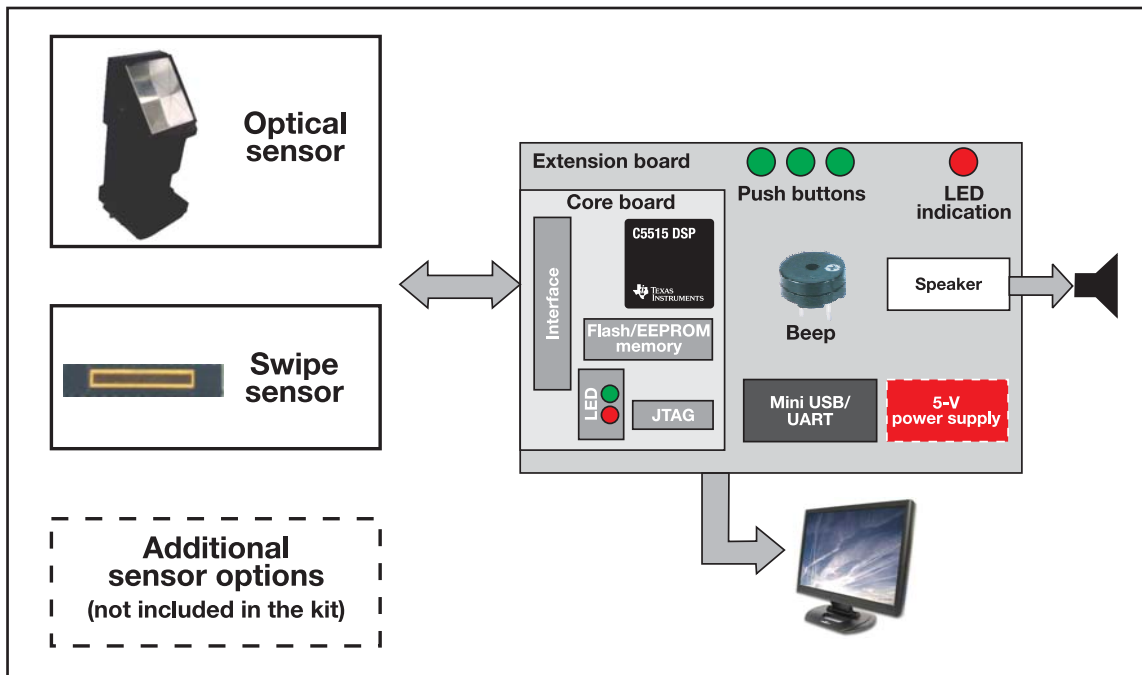 Optical
sensor
Swipe
sensor
Additional
sensor options
(not included in the kit)
Extension board
Push buttons
LED
indication
Core board
Interface
C5515 DSP
TEXAS
INSTRUMENTS
Flash/EEPROM
memory
LED
JTAG
Beep
Speaker
Mini USB/
UART
5-V
power supply